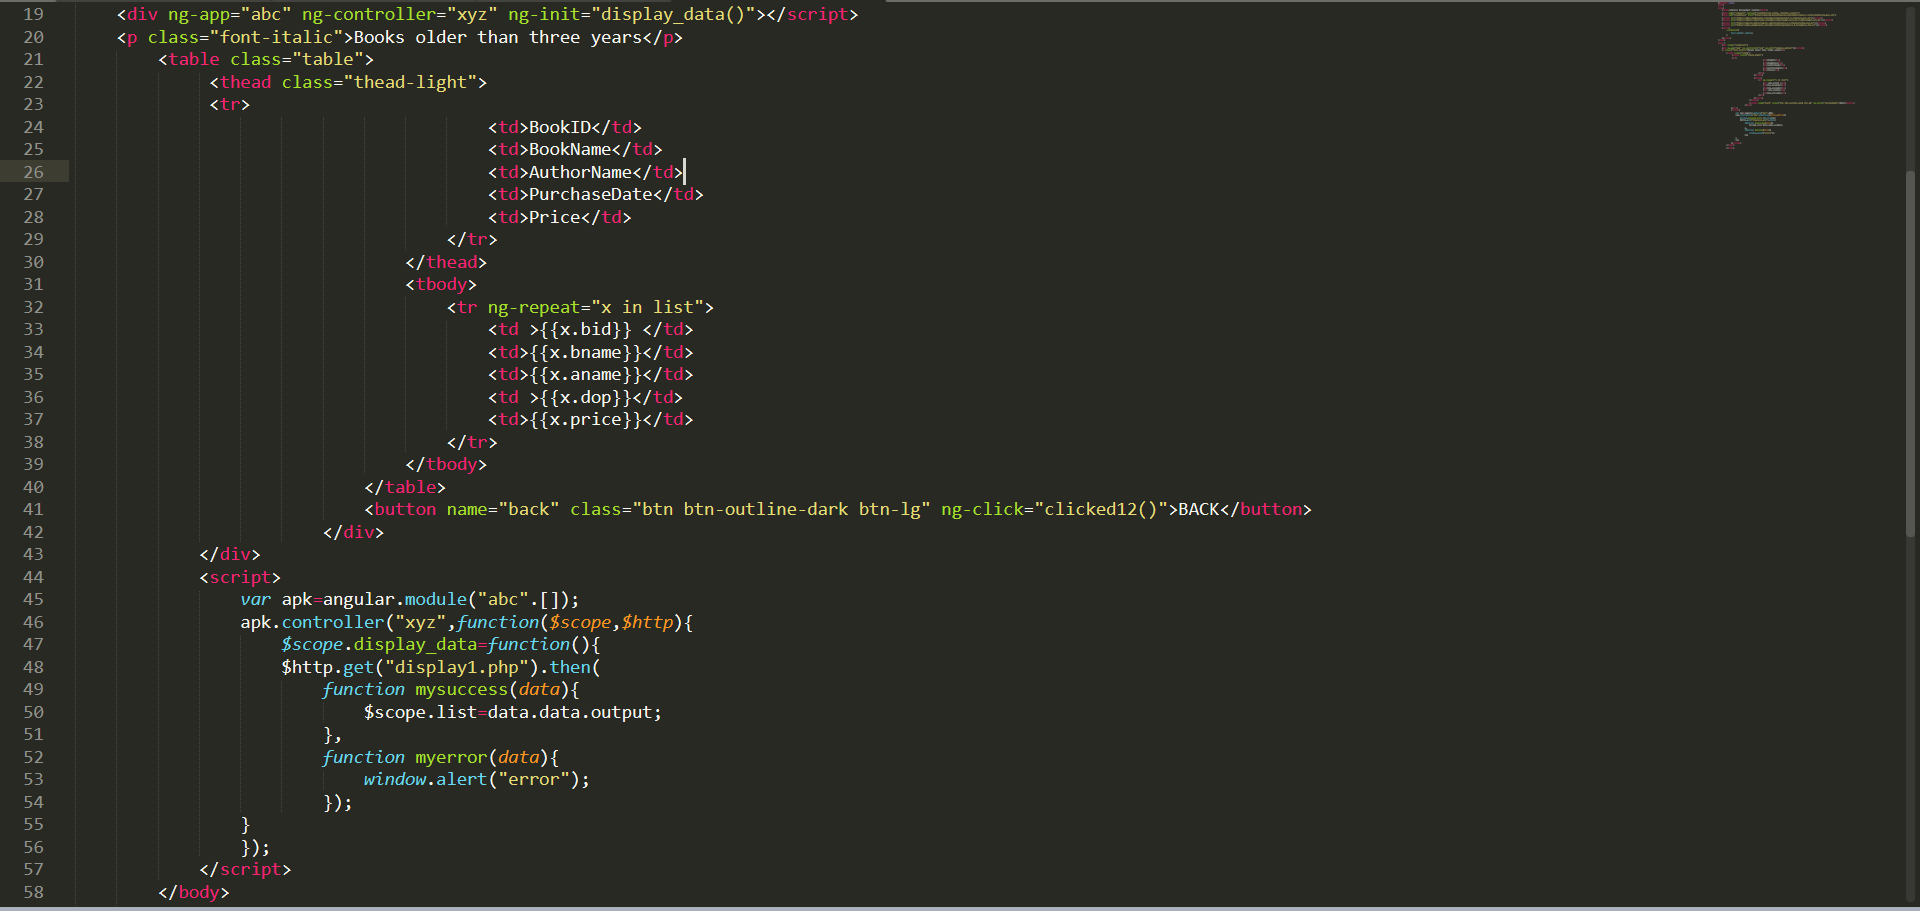 19 <div ng-app="abc" ng-controller="xyz" ng-init="display_data()"></script>
20 <p class="font-italic">Books older than three years</p>
21 <table class="table">
22 <thead class="thead-light">
23 <tr>
24 <td>BookID</td>
25 <td>BookName</td>
26 <td>AuthorName</td>
27 <td>PurchaseDate</td>
28 <td>Price</td>
29 </tr>
30 </thead>
31 <tbody>
32 <tr ng-repeat="x in list">
33 <td >{{x.bid}} </td>
34 <td>{{x.bname}}</td>
35 <td>{{x.aname}}</td>
36 <td >{{x.dop}}</td>
37 <td>{{x.price}}</td>
38 </tr>
39 </tbody>
40 </table>
41 <button name="back" class="btn btn-outline-dark btn-lg" ng-click="clicked12()">BACK</button>
42 </div>
43 </div>
44 <script>
45 var apk=angular.module("abc".[]);
46 apk.controller("xyz",function($scope,$http){
47 $scope.display_data=function(){
48 $http.get("display1.php").then(
49 function mysuccess(data){
50 $scope.list=data.data.output;
51 },
52 function myerror(data){
53 window.alert("error");
54 });
55 }
56 });
57 </script>
58 </body>